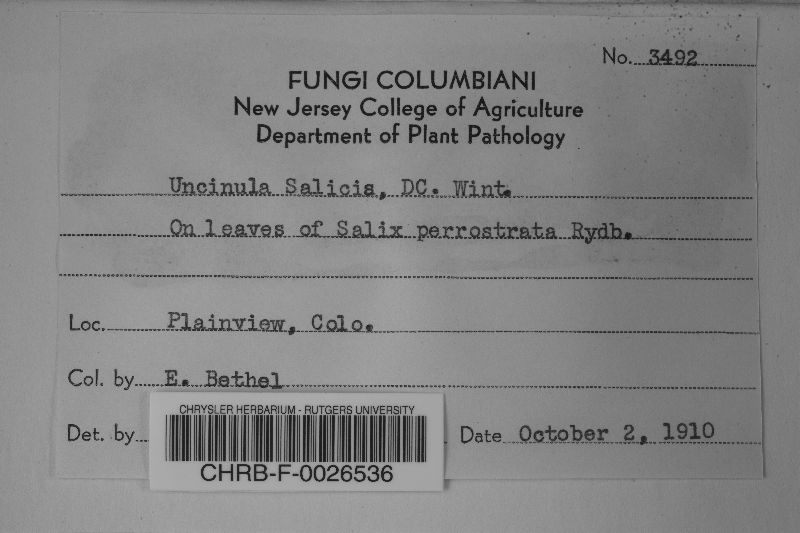 No. 3492
FUNGI COLUMBIANI
New Jersey College of Agriculture
Department of Plant Pathology
Uncinula Salicis, DC. Wint.
On leaves of Salix perrostrata Rydb.
Loc. Plainview, Colo.
Col. by E. Bethel
Det. by
Date October 2, 1910
CHRYSLER HERBARIUM - RUTGERS UNIVERSITY
CHRB-F-0026536